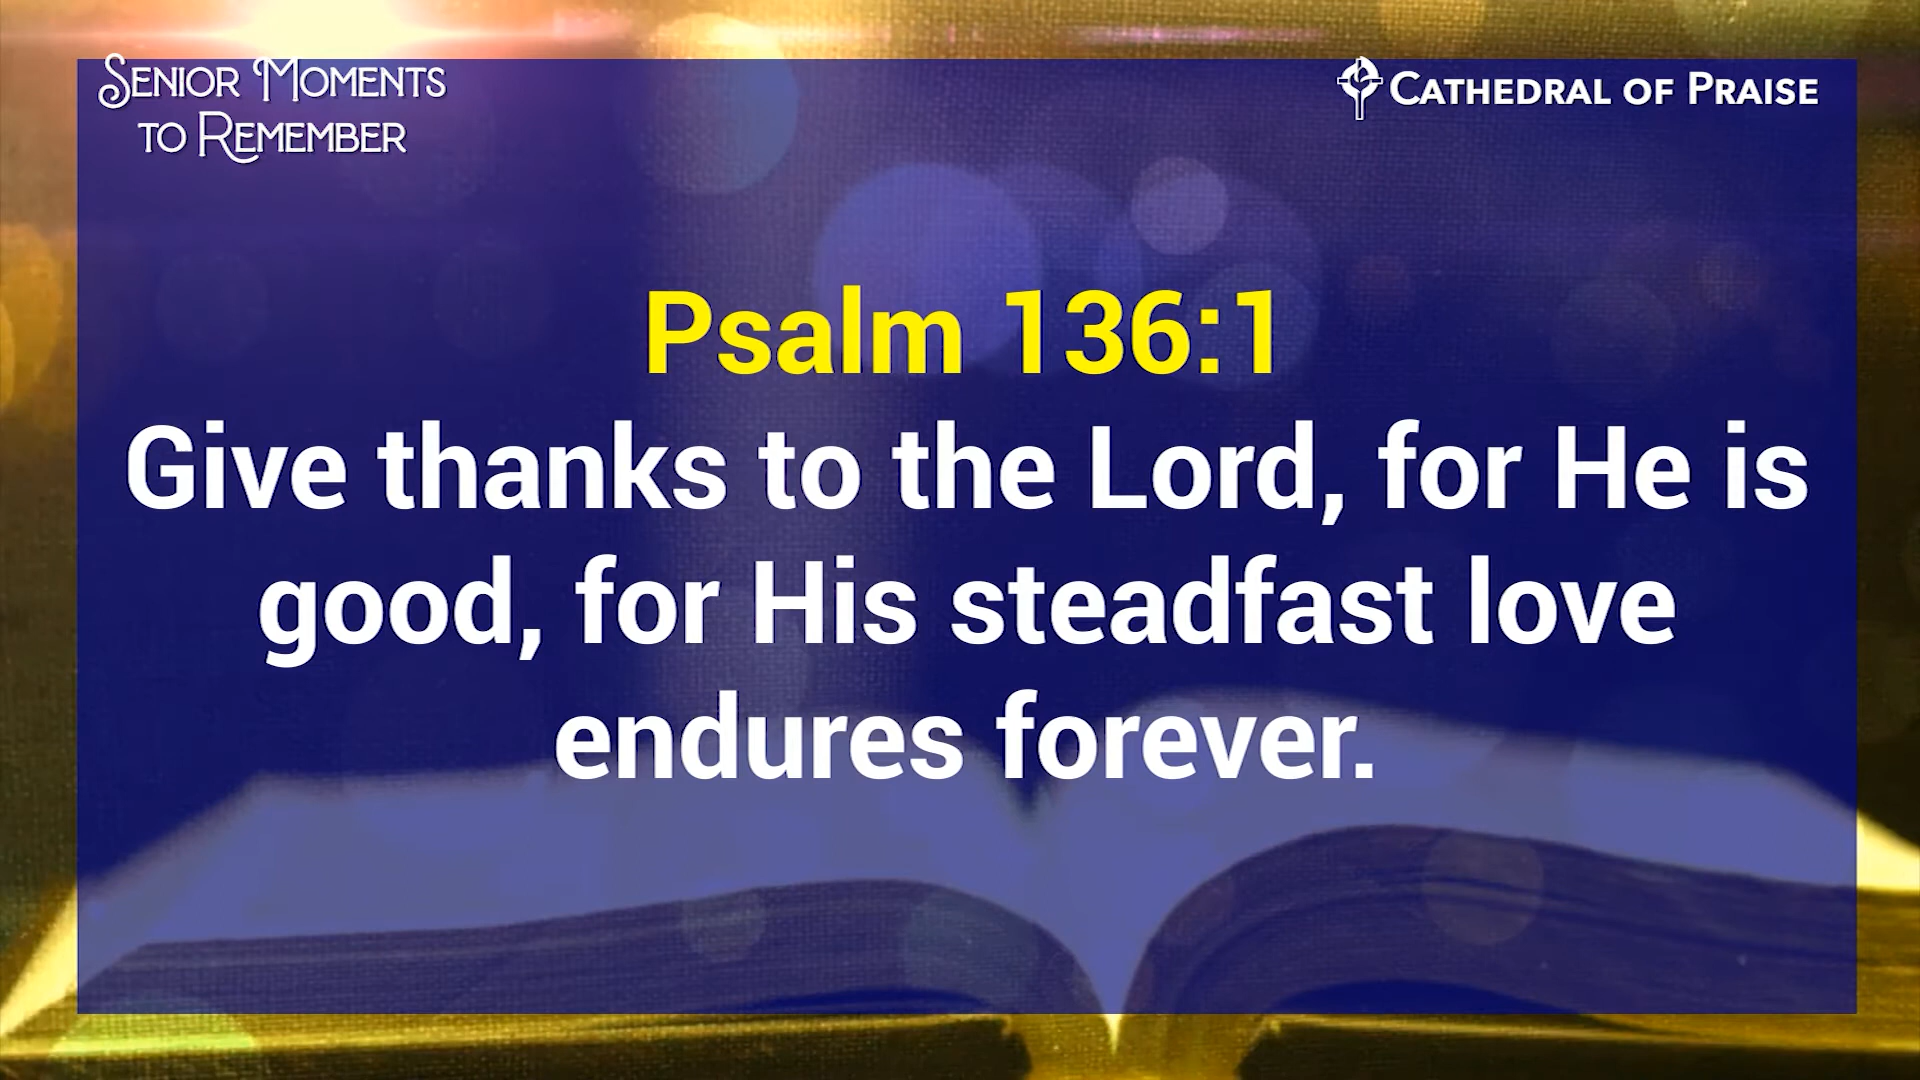 Senior Moments
to Remember
Cathedral of Praise
Psalm 136:1
Give thanks to the Lord, for He is
good, for His steadfast love
endures forever.